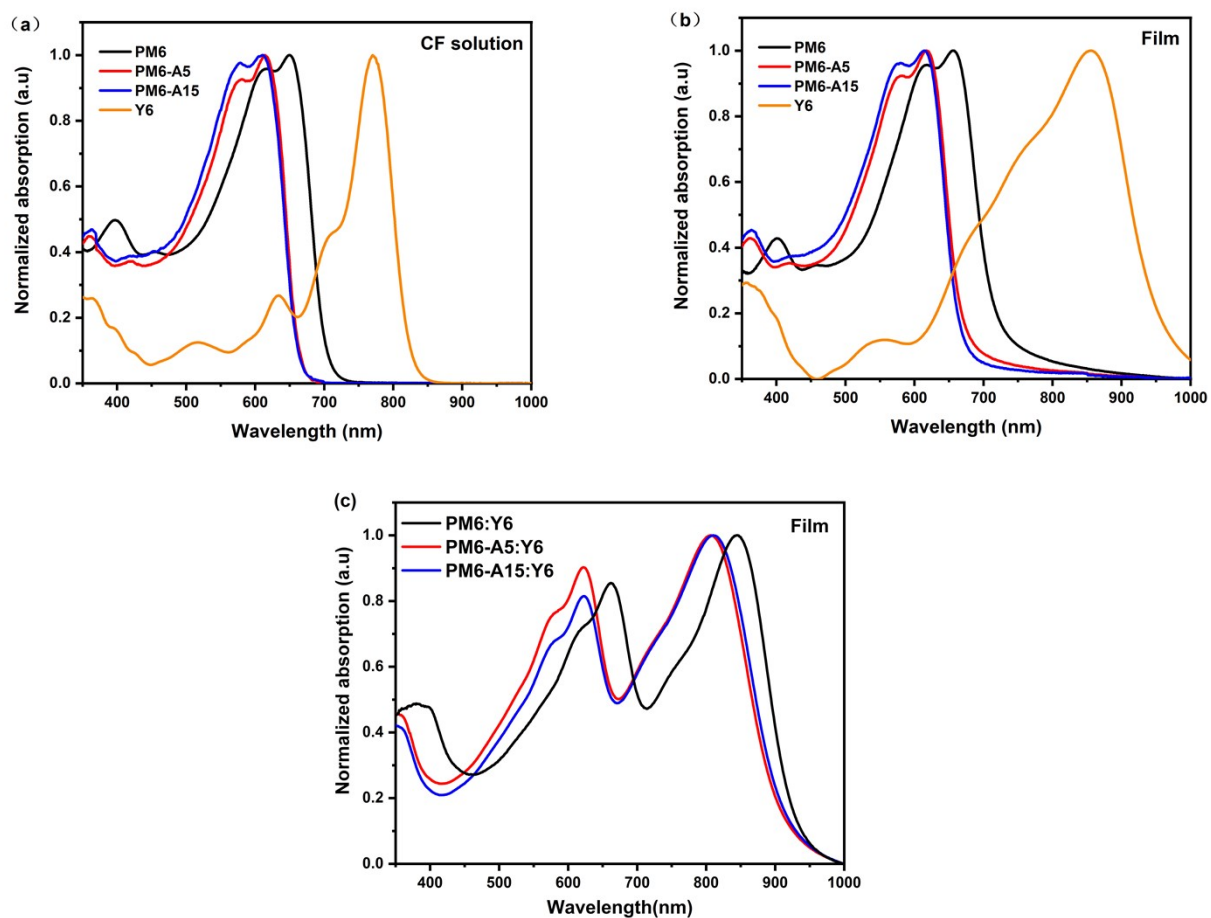 （a）
CF solution
PM6
PM6-A5
PM6-A15
Y6
Normalized absorption (a.u)
1.0
0.8
0.6
0.4
0.2
0.0
400 500 600 700 800 900 1000
Wavelength (nm)
（b）
Film
PM6
PM6-A5
PM6-A15
Y6
Normalized absorption (a.u)
1.0
0.8
0.6
0.4
0.2
0.0
400 500 600 700 800 900 1000
Wavelength (nm)
(c)
Film
PM6:Y6
PM6-A5:Y6
PM6-A15:Y6
Normalized absorption (a.u)
1.0
0.8
0.6
0.4
0.2
0.0
400 500 600 700 800 900 1000
Wavelength(nm)